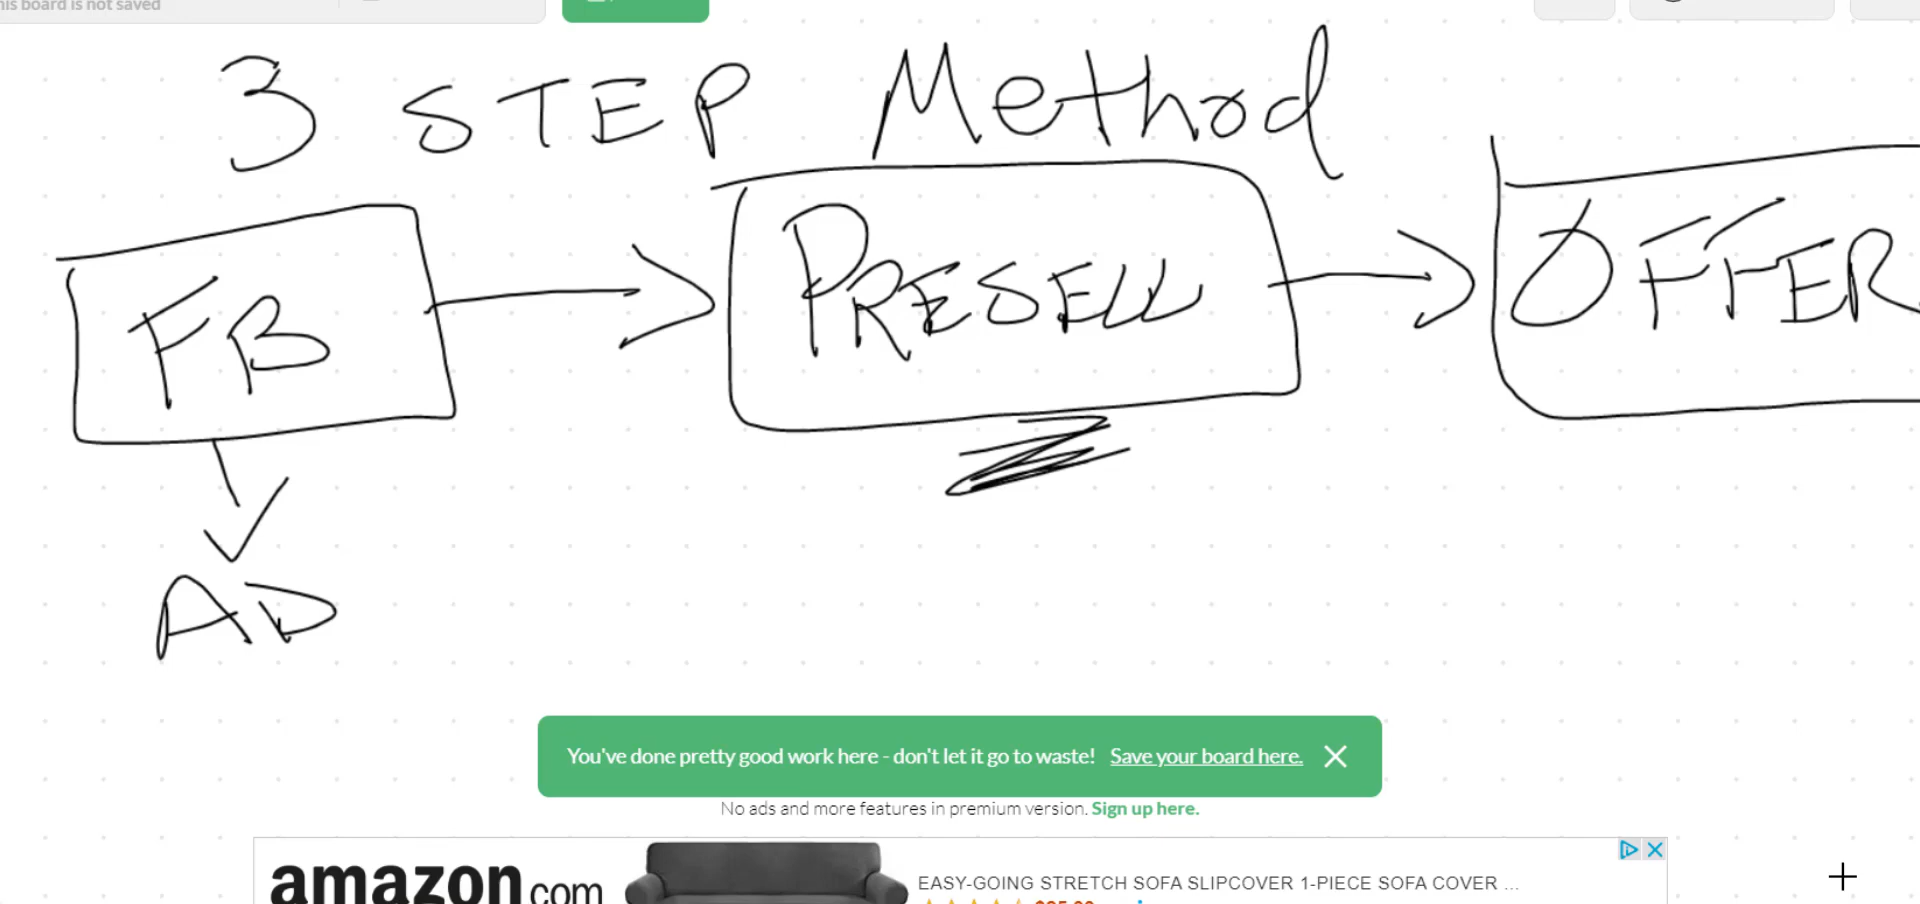 his board is not saved
3 STEP Method
FB
PRESELL
OFFER
AD
You've done pretty good work here - don't let it go to waste! Save your board here.
No ads and more features in premium version. Sign up here.
amazon.com
EASY-GOING STRETCH SOFA SLIPCOVER 1-PIECE SOFA COVER ...